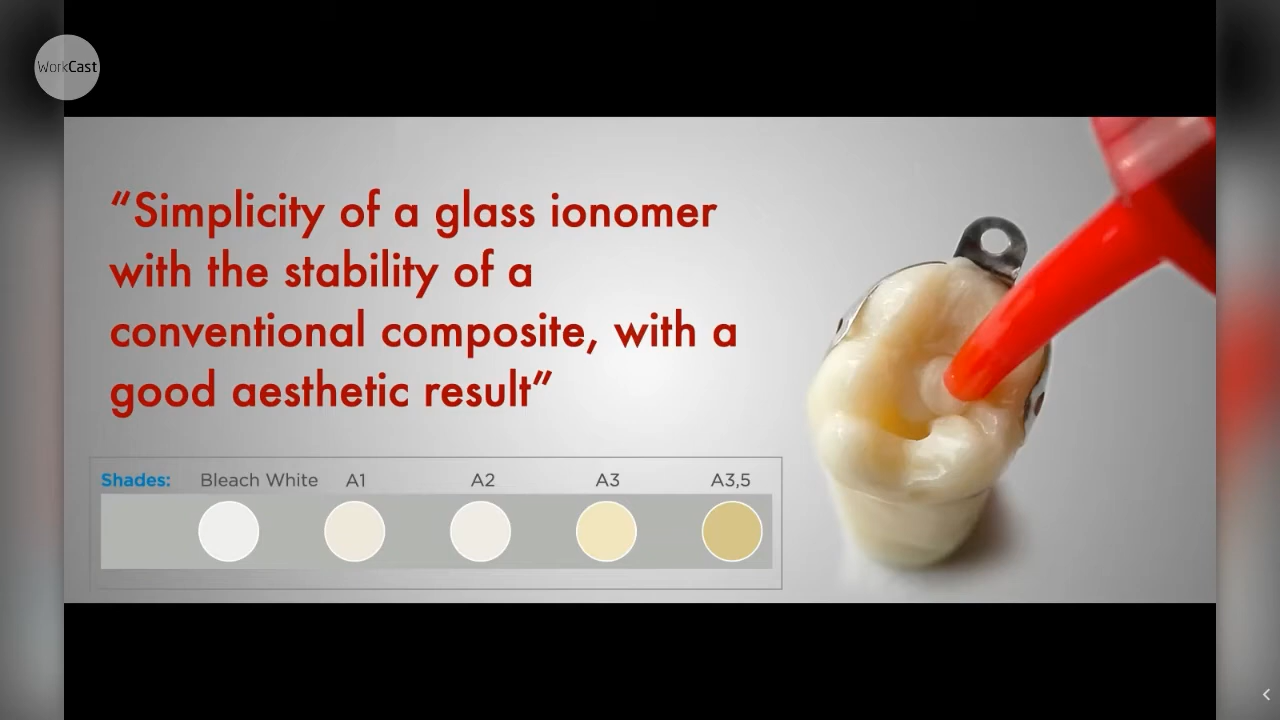 WorkCast
“Simplicity of a glass ionomer
with the stability of a
conventional composite, with a
good aesthetic result”
Shades: Bleach White A1 A2 A3 A3,5